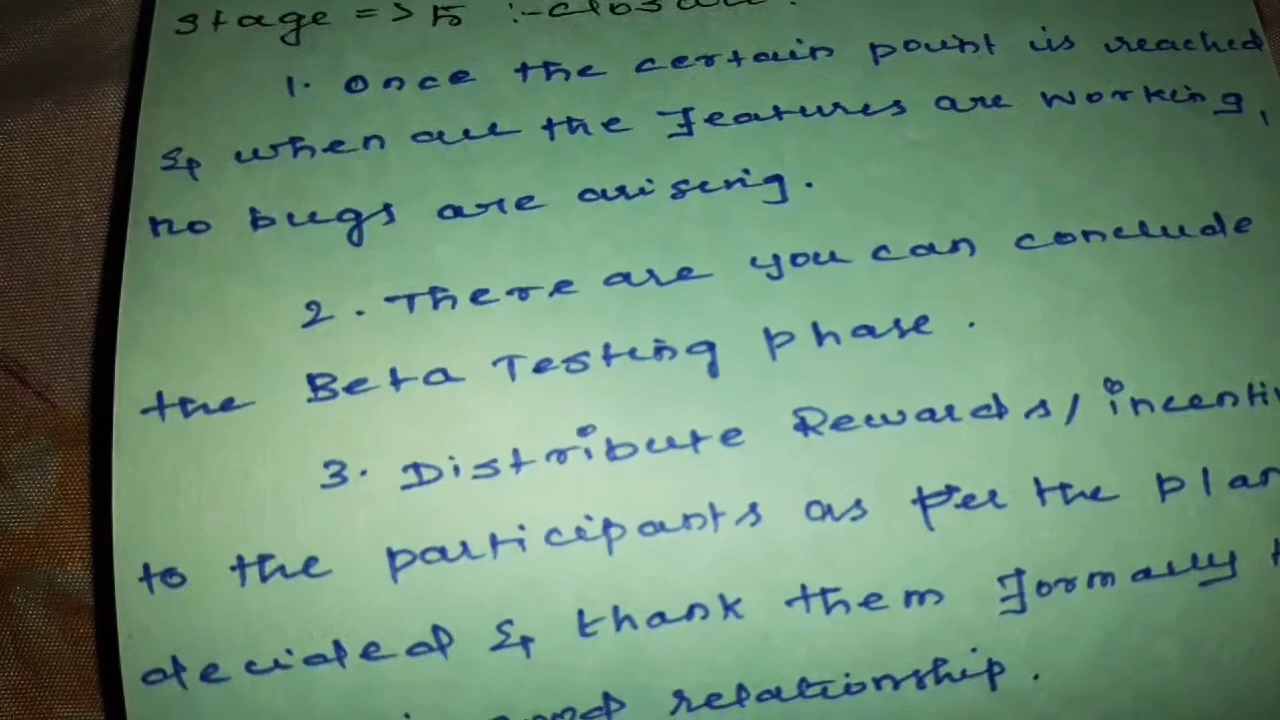 Stage => 5 :- Closure.
1. Once the certain point is reached
& when all the features are working,
no bugs are arising.
2. There are you can conclude
the Beta Testing phase.
3. Distribute Rewards/incenti
to the participants as per the plan
decided & thank them formally t
good relationship.